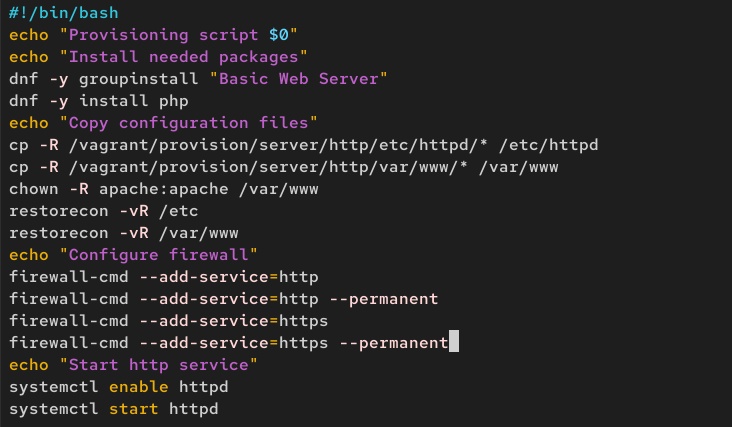 #!/bin/bash
echo "Provisioning script $0"
echo "Install needed packages"
dnf -y groupinstall "Basic Web Server"
dnf -y install php
echo "Copy configuration files"
cp -R /vagrant/provision/server/http/etc/httpd/* /etc/httpd
cp -R /vagrant/provision/server/http/var/www/* /var/www
chown -R apache:apache /var/www
restorecon -vR /etc
restorecon -vR /var/www
echo "Configure firewall"
firewall-cmd --add-service=http
firewall-cmd --add-service=http --permanent
firewall-cmd --add-service=https
firewall-cmd --add-service=https --permanent
echo "Start http service"
systemctl enable httpd
systemctl start httpd